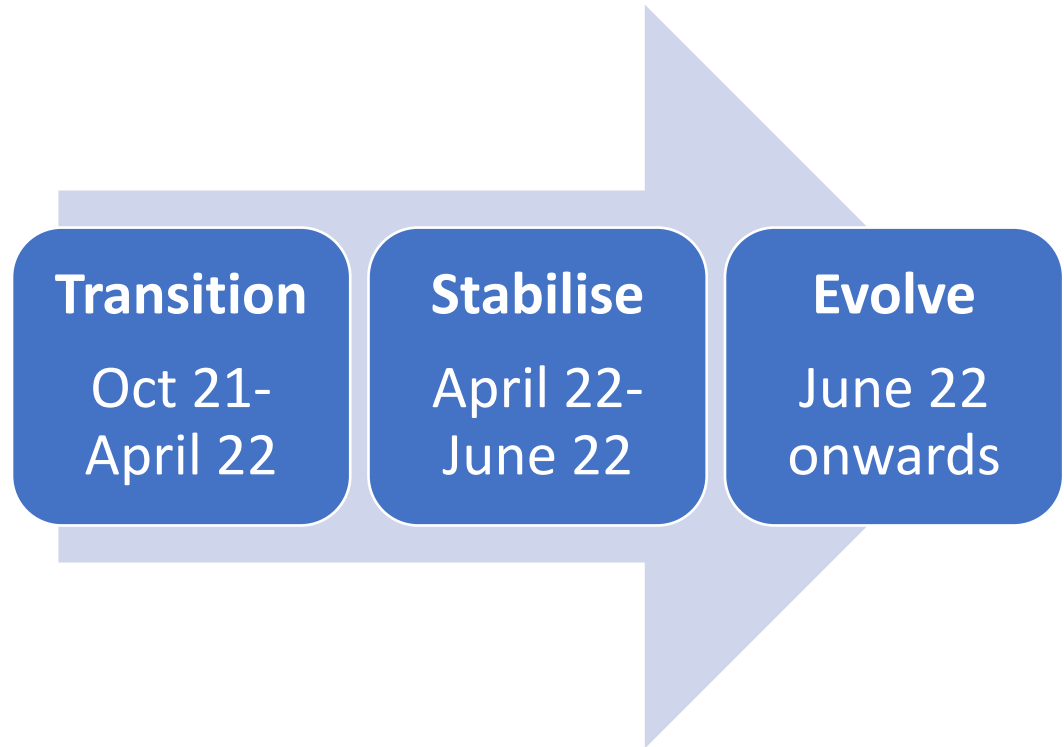 Transition
Oct 21-
April 22
Stabilise
April 22-
June 22
Evolve
June 22
onwards